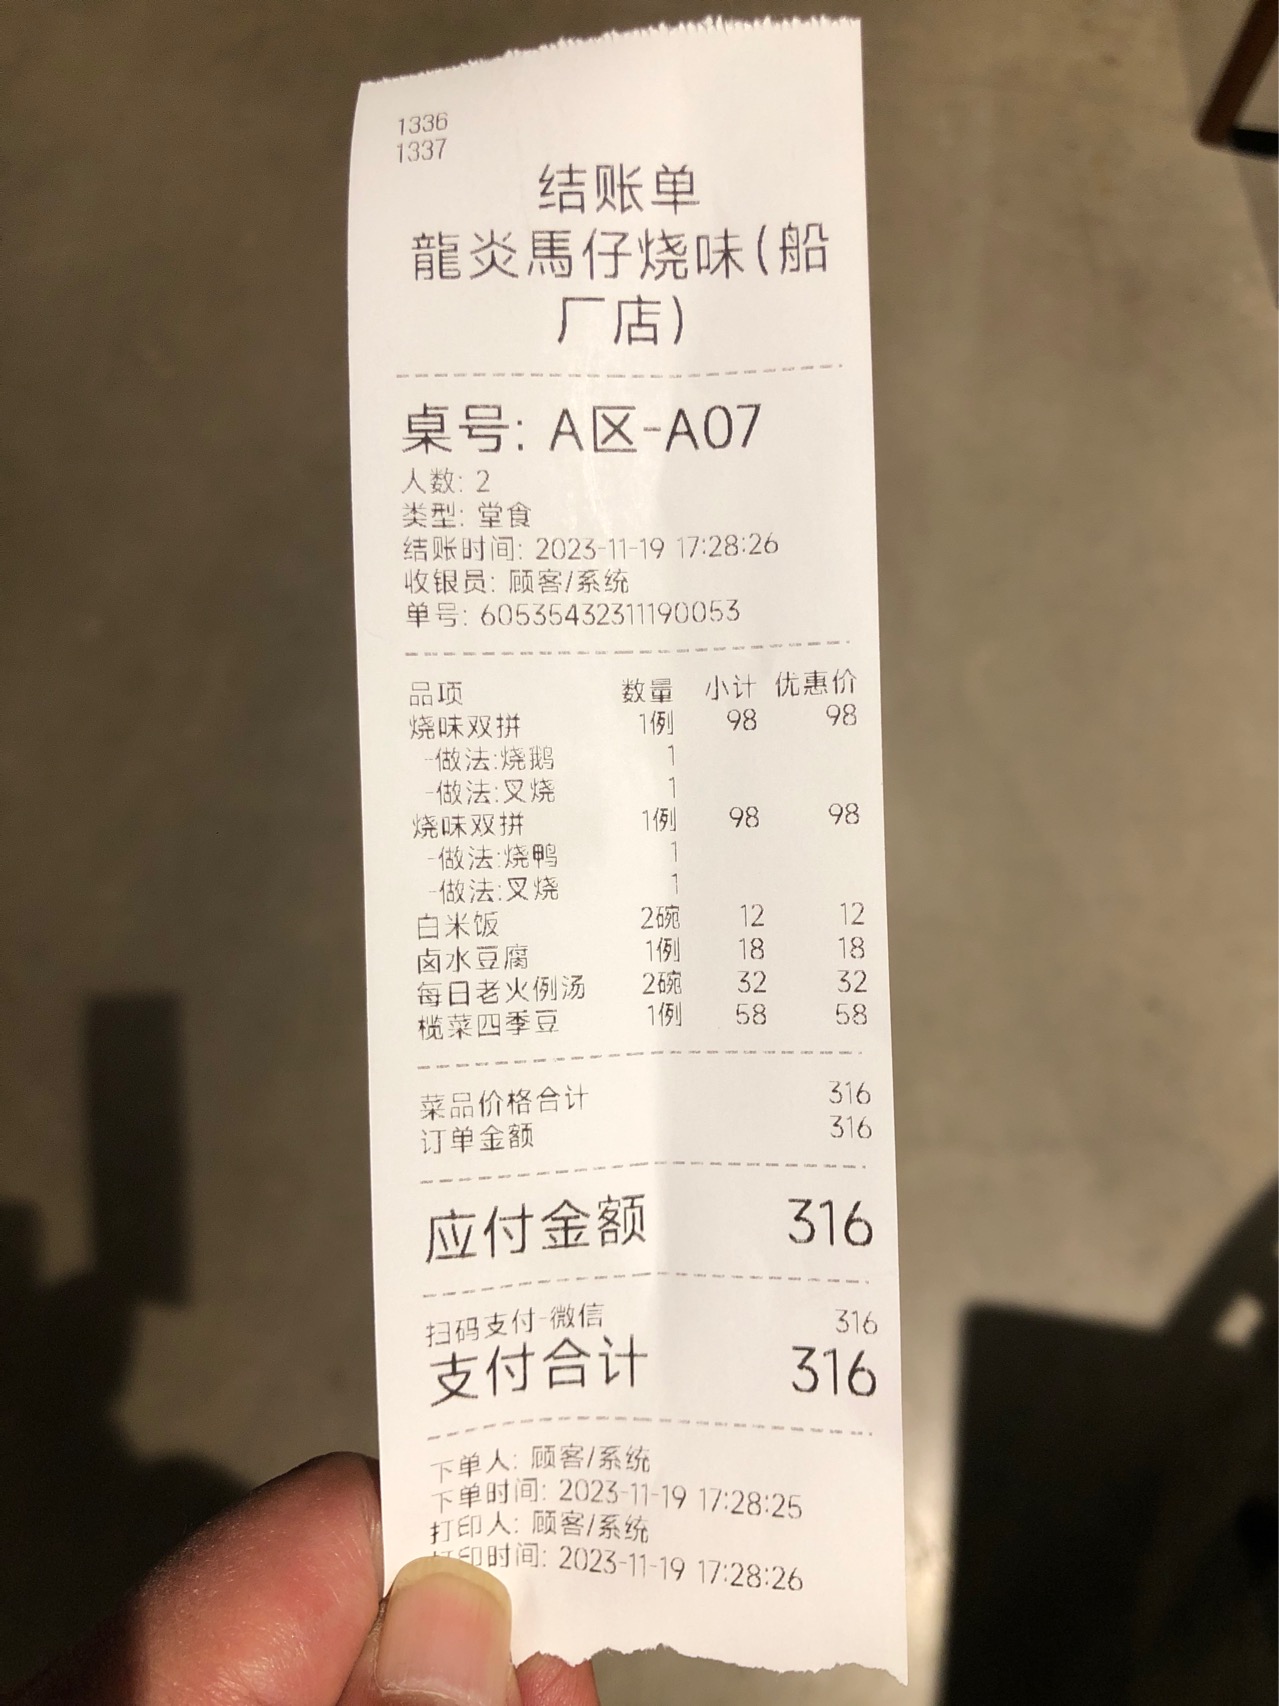 1336
1337
结账单
龍炎馬仔烧味(船
厂店)
桌号: A区-A07
人数: 2
类型: 堂食
结账时间: 2023-11-19 17:28:26
收银员: 顾客/系统
单号: 605354323111190053
品项 数量 小计 优惠价
烧味双拼 1例 98 98
-做法:烧鹅 1
-做法:叉烧 1
烧味双拼 1例 98 98
-做法:烧鸭 1
-做法:叉烧 1
白米饭 2碗 12 12
卤水豆腐 1例 18 18
每日老火例汤 2碗 32 32
榄菜四季豆 1例 58 58
菜品价格合计 316
订单金额 316
应付金额 316
扫码支付-微信 316
支付合计 316
下单人: 顾客/系统
下单时间: 2023-11-19 17:28:25
打印人: 顾客/系统
打印时间: 2023-11-19 17:28:26